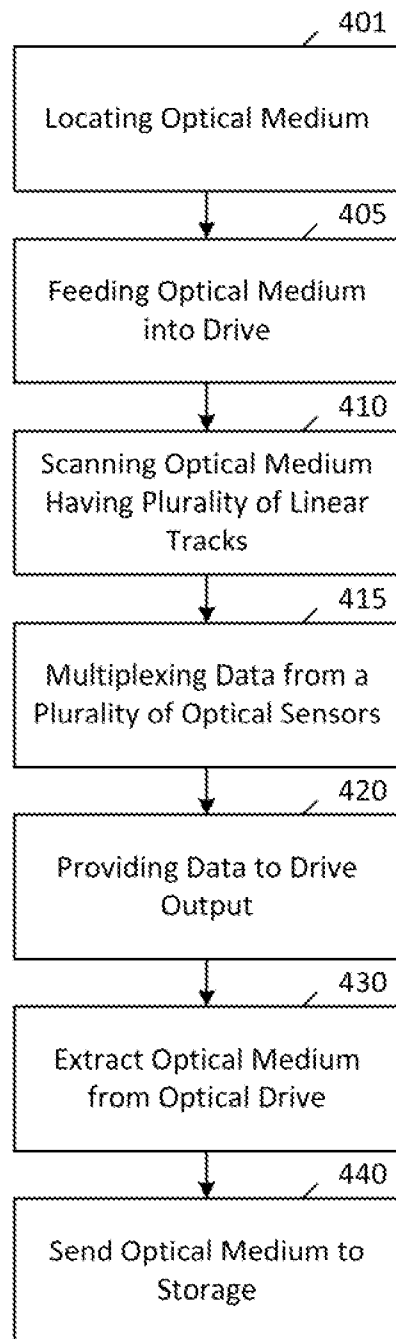 401
Locating Optical Medium
405
Feeding Optical Medium
into Drive
410
Scanning Optical Medium
Having Plurality of Linear
Tracks
415
Multiplexing Data from a
Plurality of Optical Sensors
420
Providing Data to Drive
Output
430
Extract Optical Medium
from Optical Drive
440
Send Optical Medium to
Storage